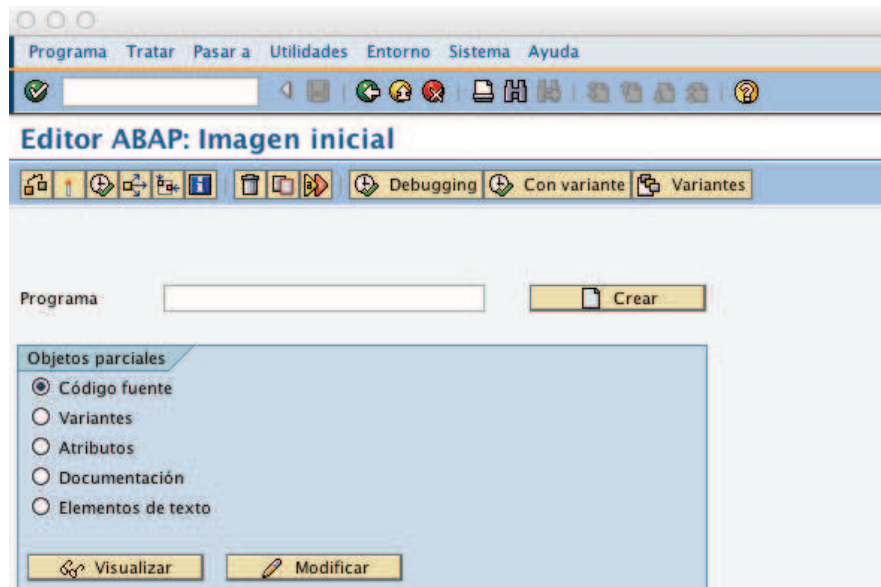 Programa Tratar Pasar a Utilidades Entorno Sistema Ayuda
Editor ABAP: Imagen inicial
Debugging Con variante Variantes
Programa Crear
Objetos parciales
Código fuente
Variantes
Atributos
Documentación
Elementos de texto
Visualizar Modificar